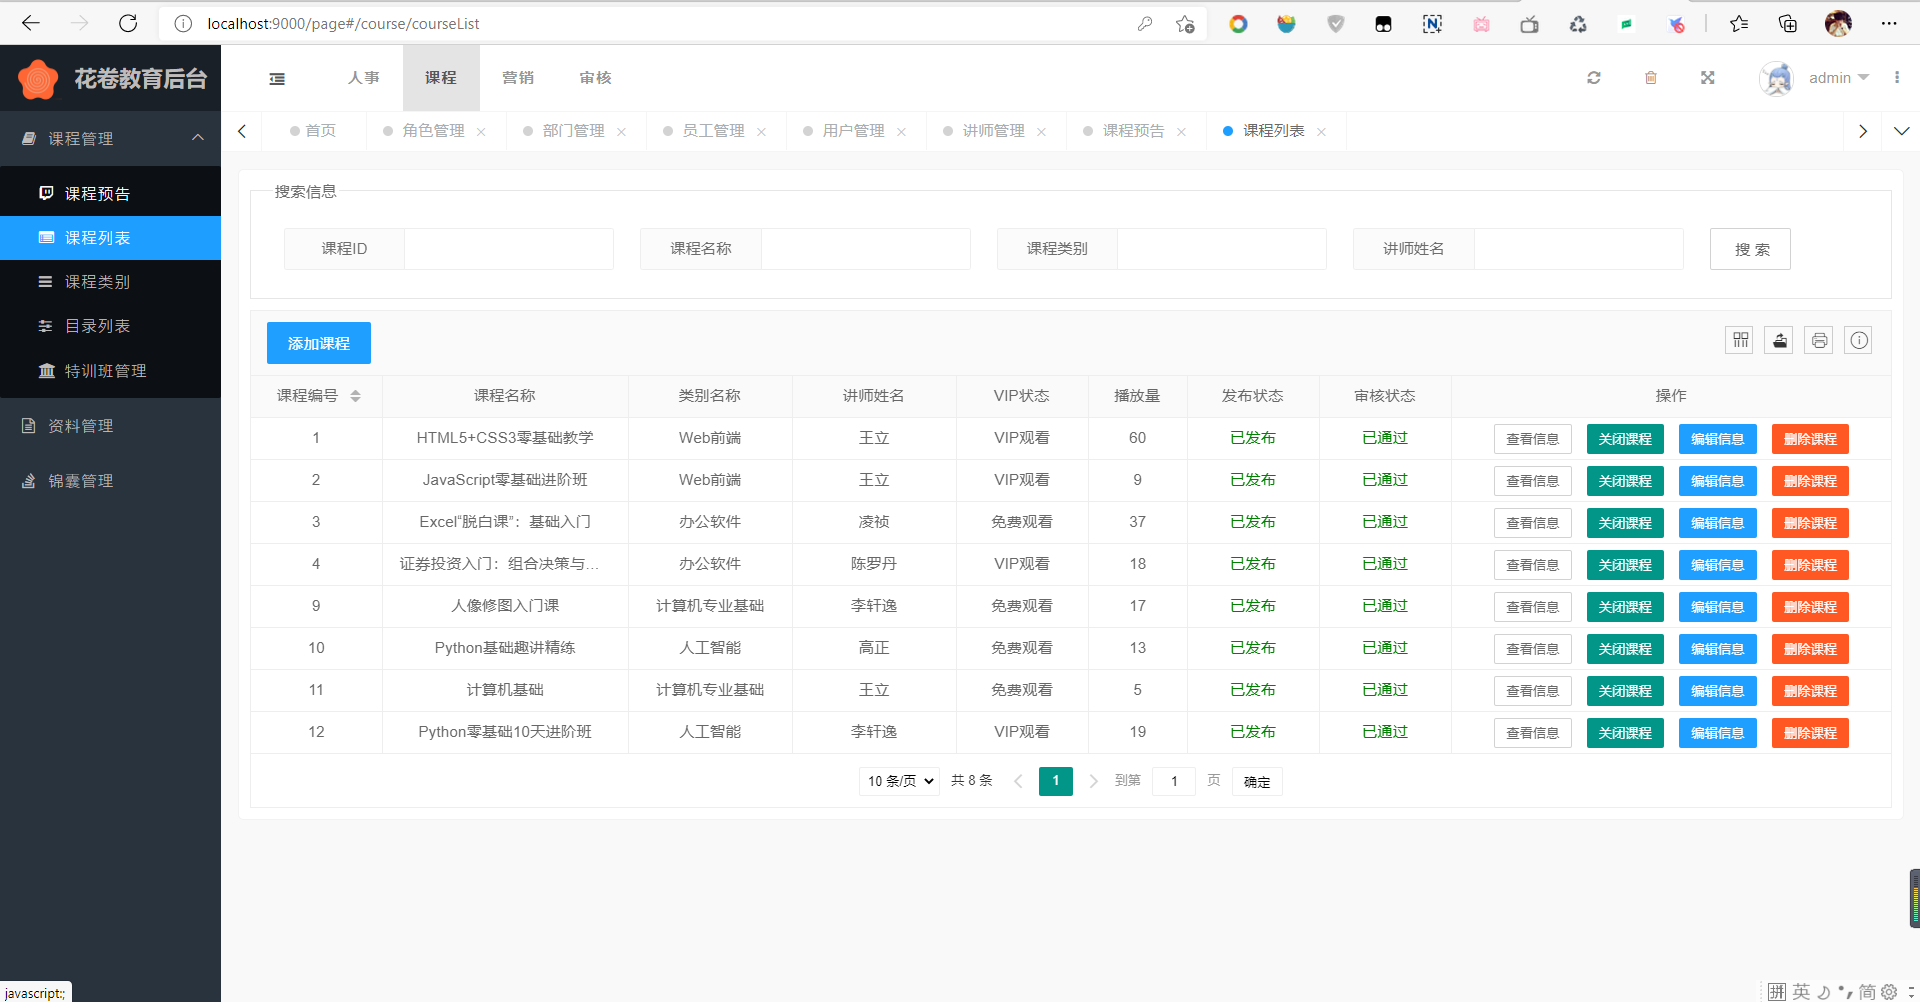 localhost:9000/page#/course/courseList
花卷教育后台
人事 课程 营销 审核
admin
首页 角色管理 部门管理 员工管理 用户管理 讲师管理 课程预告 课程列表
课程管理
课程预告
课程列表
课程类别
目录列表
特训班管理
资料管理
锦囊管理
搜索信息
课程ID 课程名称 课程类别 讲师姓名 搜 索
添加课程
课程编号 课程名称 类别名称 讲师姓名 VIP状态 播放量 发布状态 审核状态 操作
1 HTML5+CSS3零基础教学 Web前端 王立 VIP观看 60 已发布 已通过 查看信息 关闭课程 编辑信息 删除课程
2 JavaScript零基础进阶班 Web前端 王立 VIP观看 9 已发布 已通过 查看信息 关闭课程 编辑信息 删除课程
3 Excel“脱白课”：基础入门 办公软件 凌祯 免费观看 37 已发布 已通过 查看信息 关闭课程 编辑信息 删除课程
4 证券投资入门：组合决策与... 办公软件 陈罗丹 VIP观看 18 已发布 已通过 查看信息 关闭课程 编辑信息 删除课程
9 人像修图入门课 计算机专业基础 李轩逸 免费观看 17 已发布 已通过 查看信息 关闭课程 编辑信息 删除课程
10 Python基础趣讲精练 人工智能 高正 免费观看 13 已发布 已通过 查看信息 关闭课程 编辑信息 删除课程
11 计算机基础 计算机专业基础 王立 免费观看 5 已发布 已通过 查看信息 关闭课程 编辑信息 删除课程
12 Python零基础10天进阶班 人工智能 李轩逸 VIP观看 19 已发布 已通过 查看信息 关闭课程 编辑信息 删除课程
10 条/页 共 8 条 1 到第 1 页 确定
javascript:;
拼 英 简